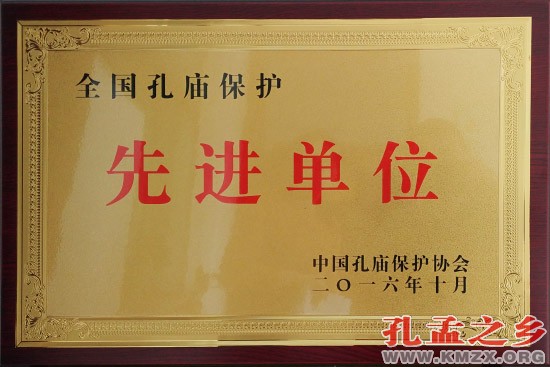 全国孔庙保护
先进单位
中国孔庙保护协会
二〇一六年十月
孔孟之乡
WWW.KMZX.ORG